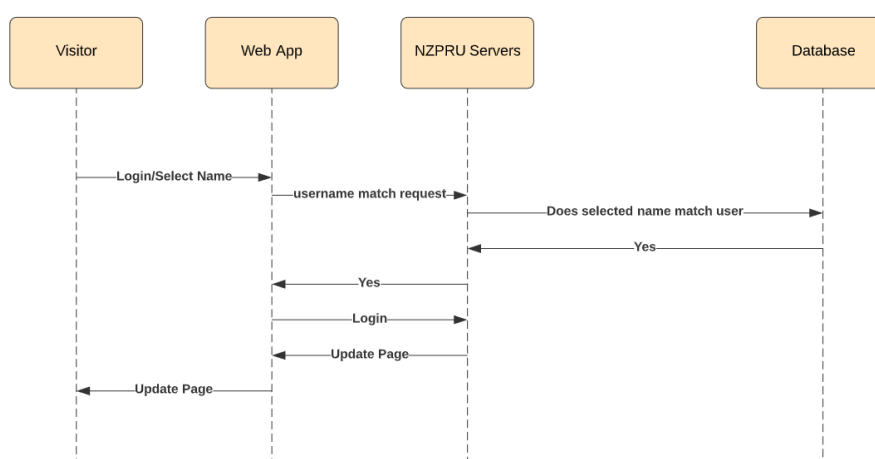 Visitor
Web App
NZPRU Servers
Database
Login/Select Name
username match request
Does selected name match user
Yes
Yes
Login
Update Page
Update Page